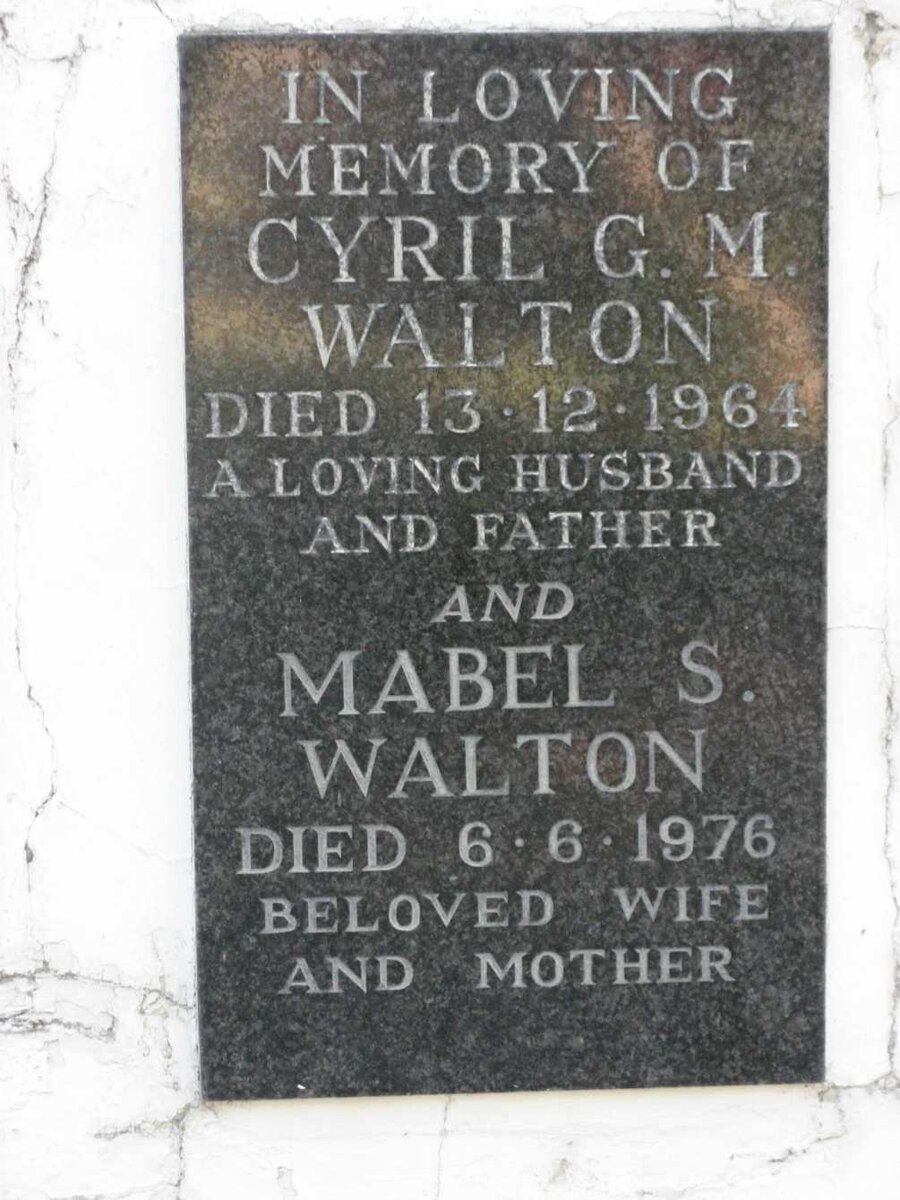 IN LOVING
MEMORY OF
CYRIL G. M.
WALTON
DIED 13·12·1964
A LOVING HUSBAND
AND FATHER
AND
MABEL S.
WALTON
DIED 6·6·1976
BELOVED WIFE
AND MOTHER